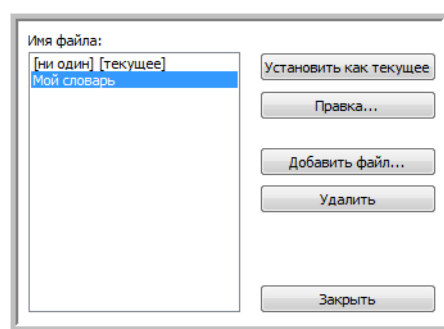 Имя файла:
[ни один] [текущее]
Мой словарь
Установить как текущее
Правка...
Добавить файл...
Удалить
Закрыть